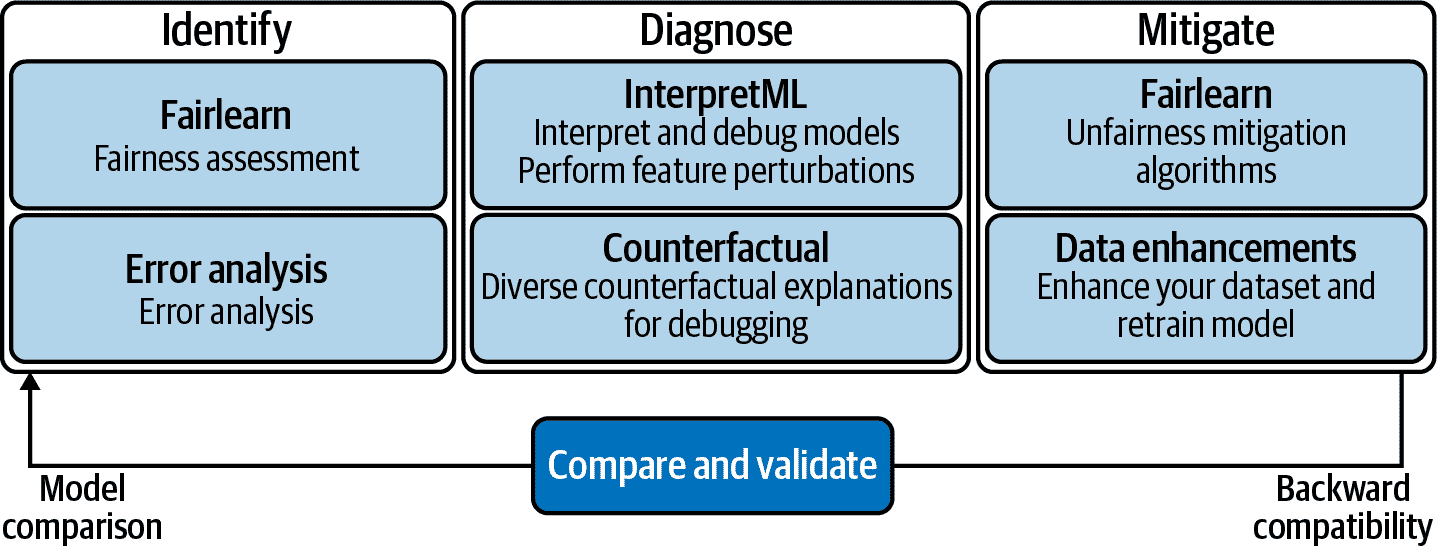 Identify
Fairlearn
Fairness assessment
Error analysis
Error analysis
Diagnose
InterpretML
Interpret and debug models
Perform feature perturbations
Counterfactual
Diverse counterfactual explanations
for debugging
Mitigate
Fairlearn
Unfairness mitigation
algorithms
Data enhancements
Enhance your dataset and
retrain model
Compare and validate
Model
comparison
Backward
compatibility